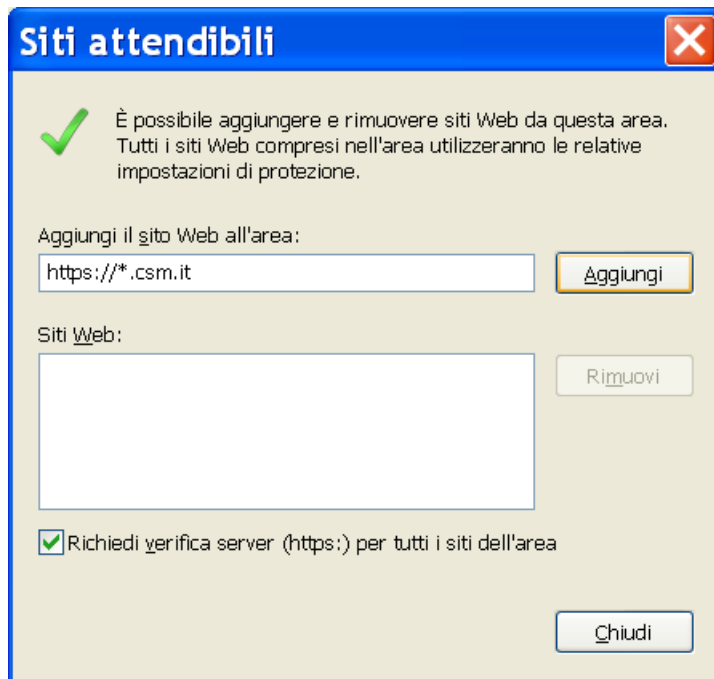 Siti attendibili
È possibile aggiungere e rimuovere siti Web da questa area.
Tutti i siti Web compresi nell'area utilizzeranno le relative
impostazioni di protezione.
Aggiungi il sito Web all'area:
https://*.csm.it
Aggiungi
Siti Web:
Rimuovi
Richiedi verifica server (https:) per tutti i siti dell'area
Chiudi